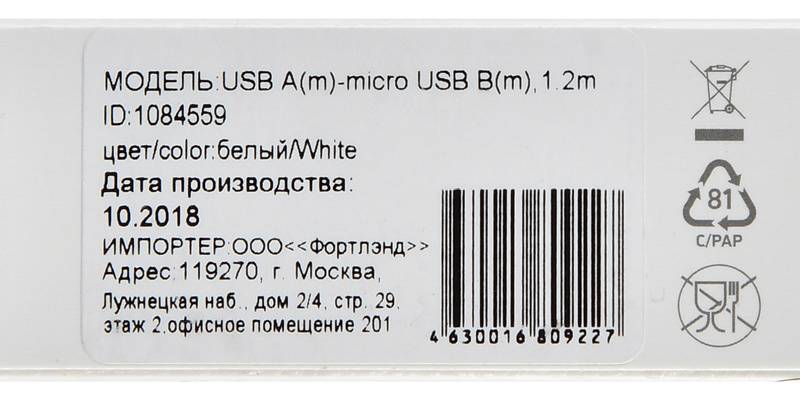 МОДЕЛЬ:USB A(m)-micro USB B(m),1.2m
ID:1084559
цвет/color:белый/White
Дата производства:
10.2018
ИМПОРТЕР:ООО<<Фортлэнд>>
Адрес:119270, г. Москва,
Лужнецкая наб., дом 2/4, стр. 29,
этаж 2,офисное помещение 201
4 630016 809227
81
C/PAP